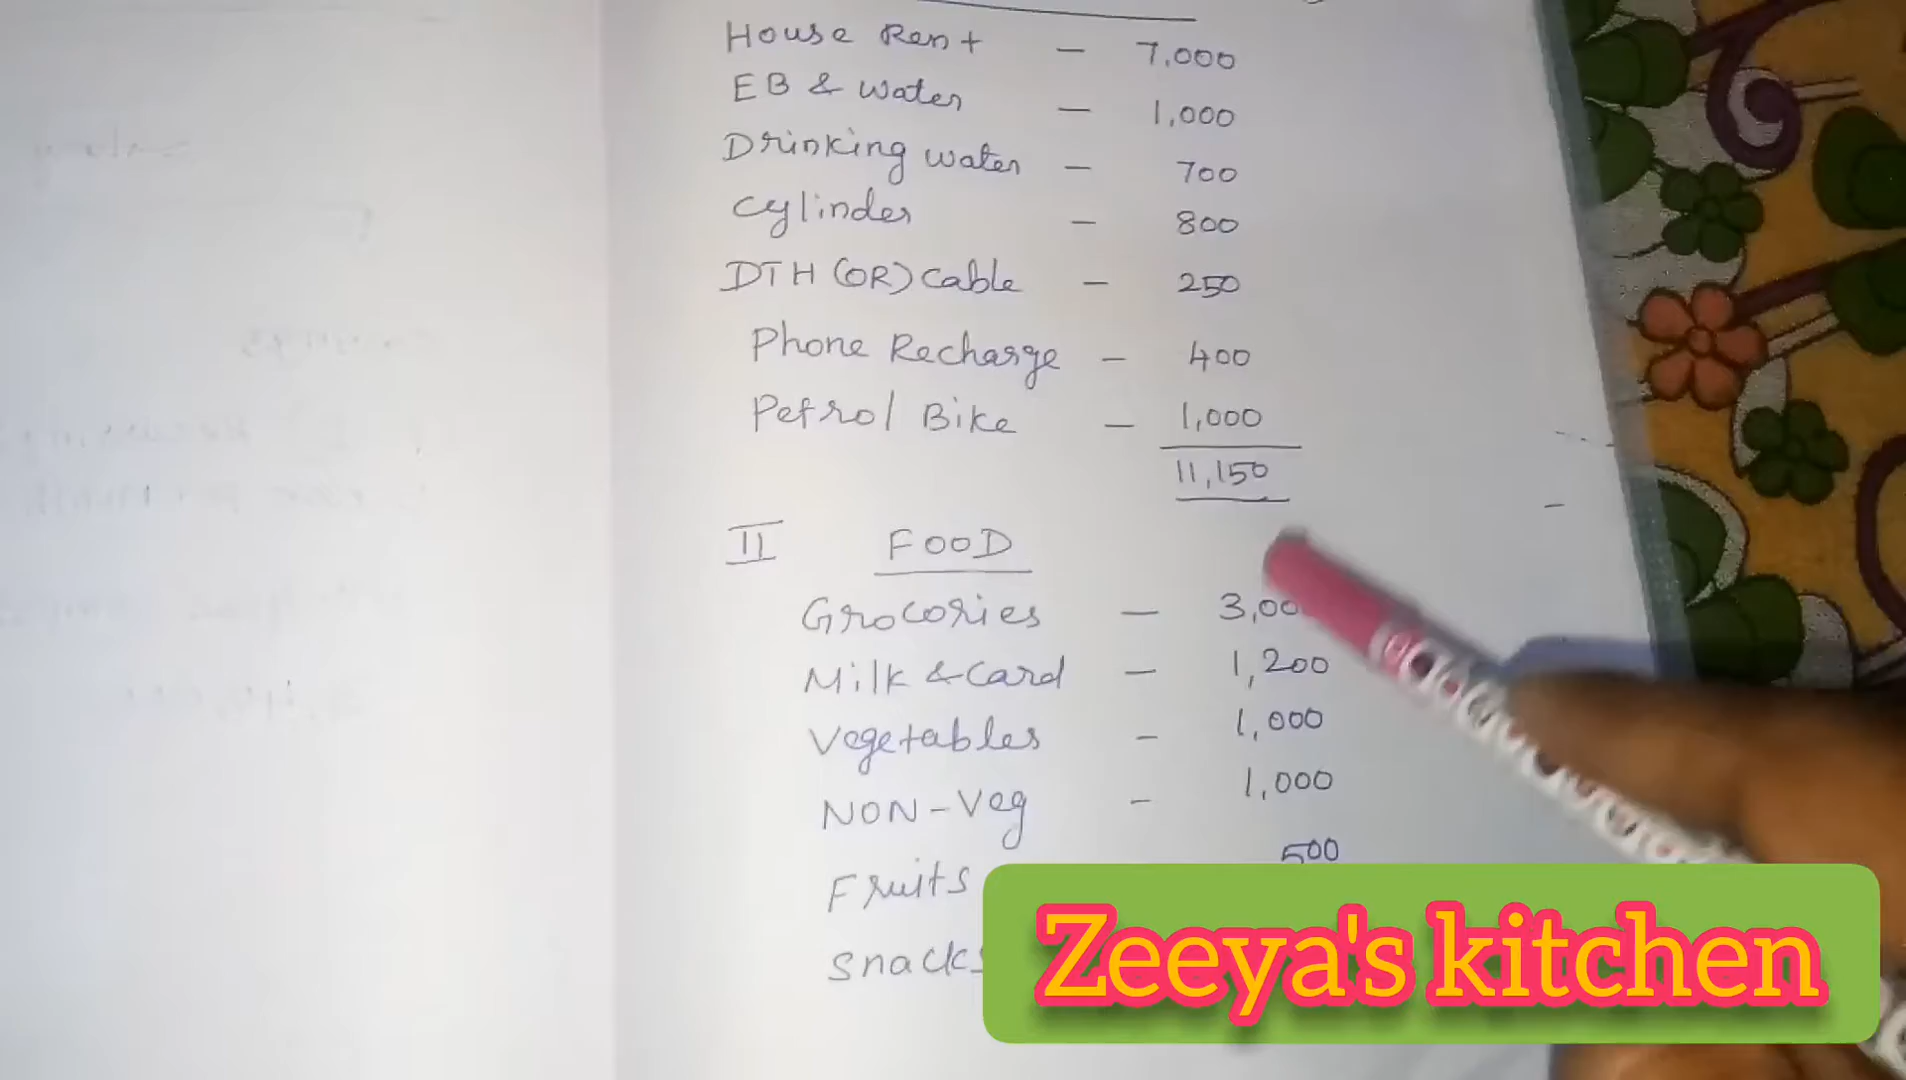 House Rent - 7,000
EB & water - 1,000
Drinking water - 700
cylinder - 800
DTH (OR) cable - 250
Phone Recharge - 400
Petrol Bike - 1,000
11,150
II FOOD
Grocories - 3,00
Milk & Card - 1,200
Vegetables - 1,000
NON-Veg - 1,000
Fruits 500
snacks
Zeeya's kitchen